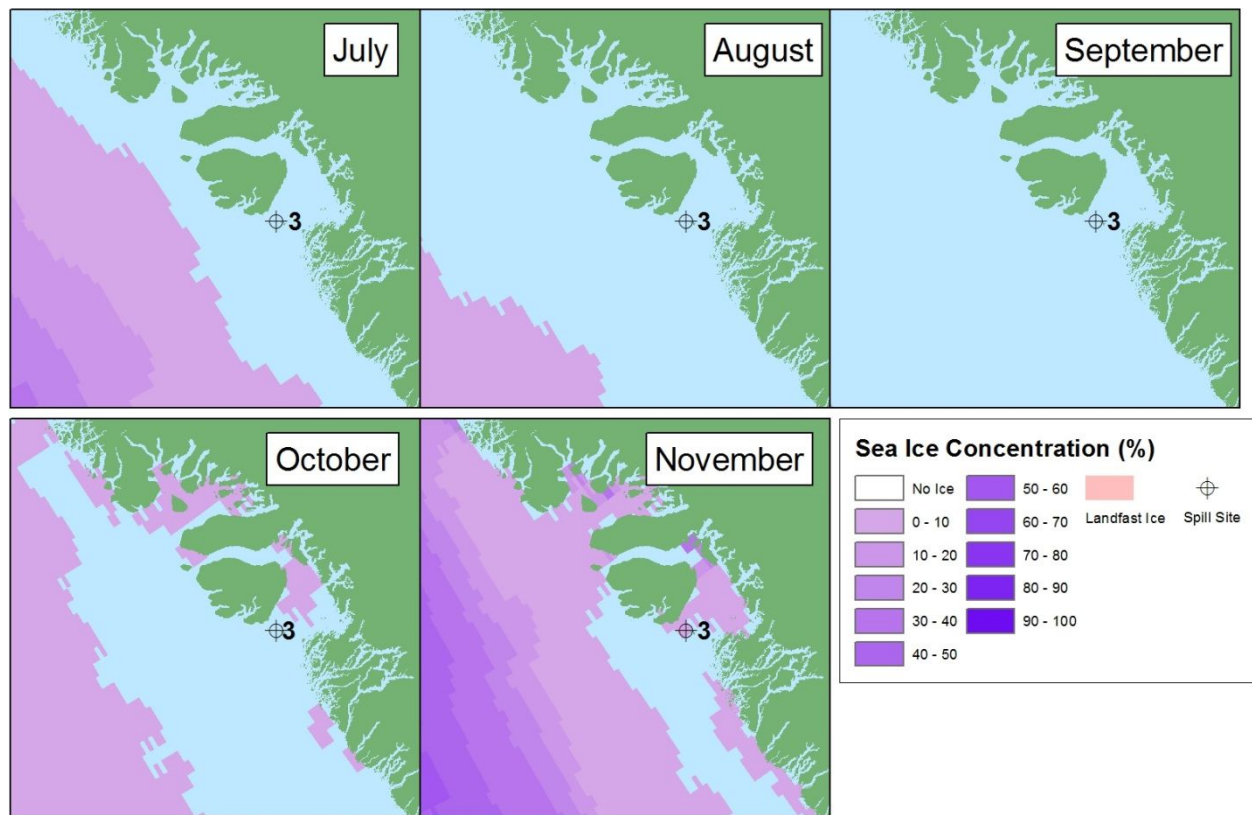 July
August
September
3
3
3
October
November
3
3
Sea Ice Concentration (%)
No Ice
0 - 10
10 - 20
20 - 30
30 - 40
40 - 50
50 - 60
60 - 70
70 - 80
80 - 90
90 - 100
Landfast Ice
Spill Site